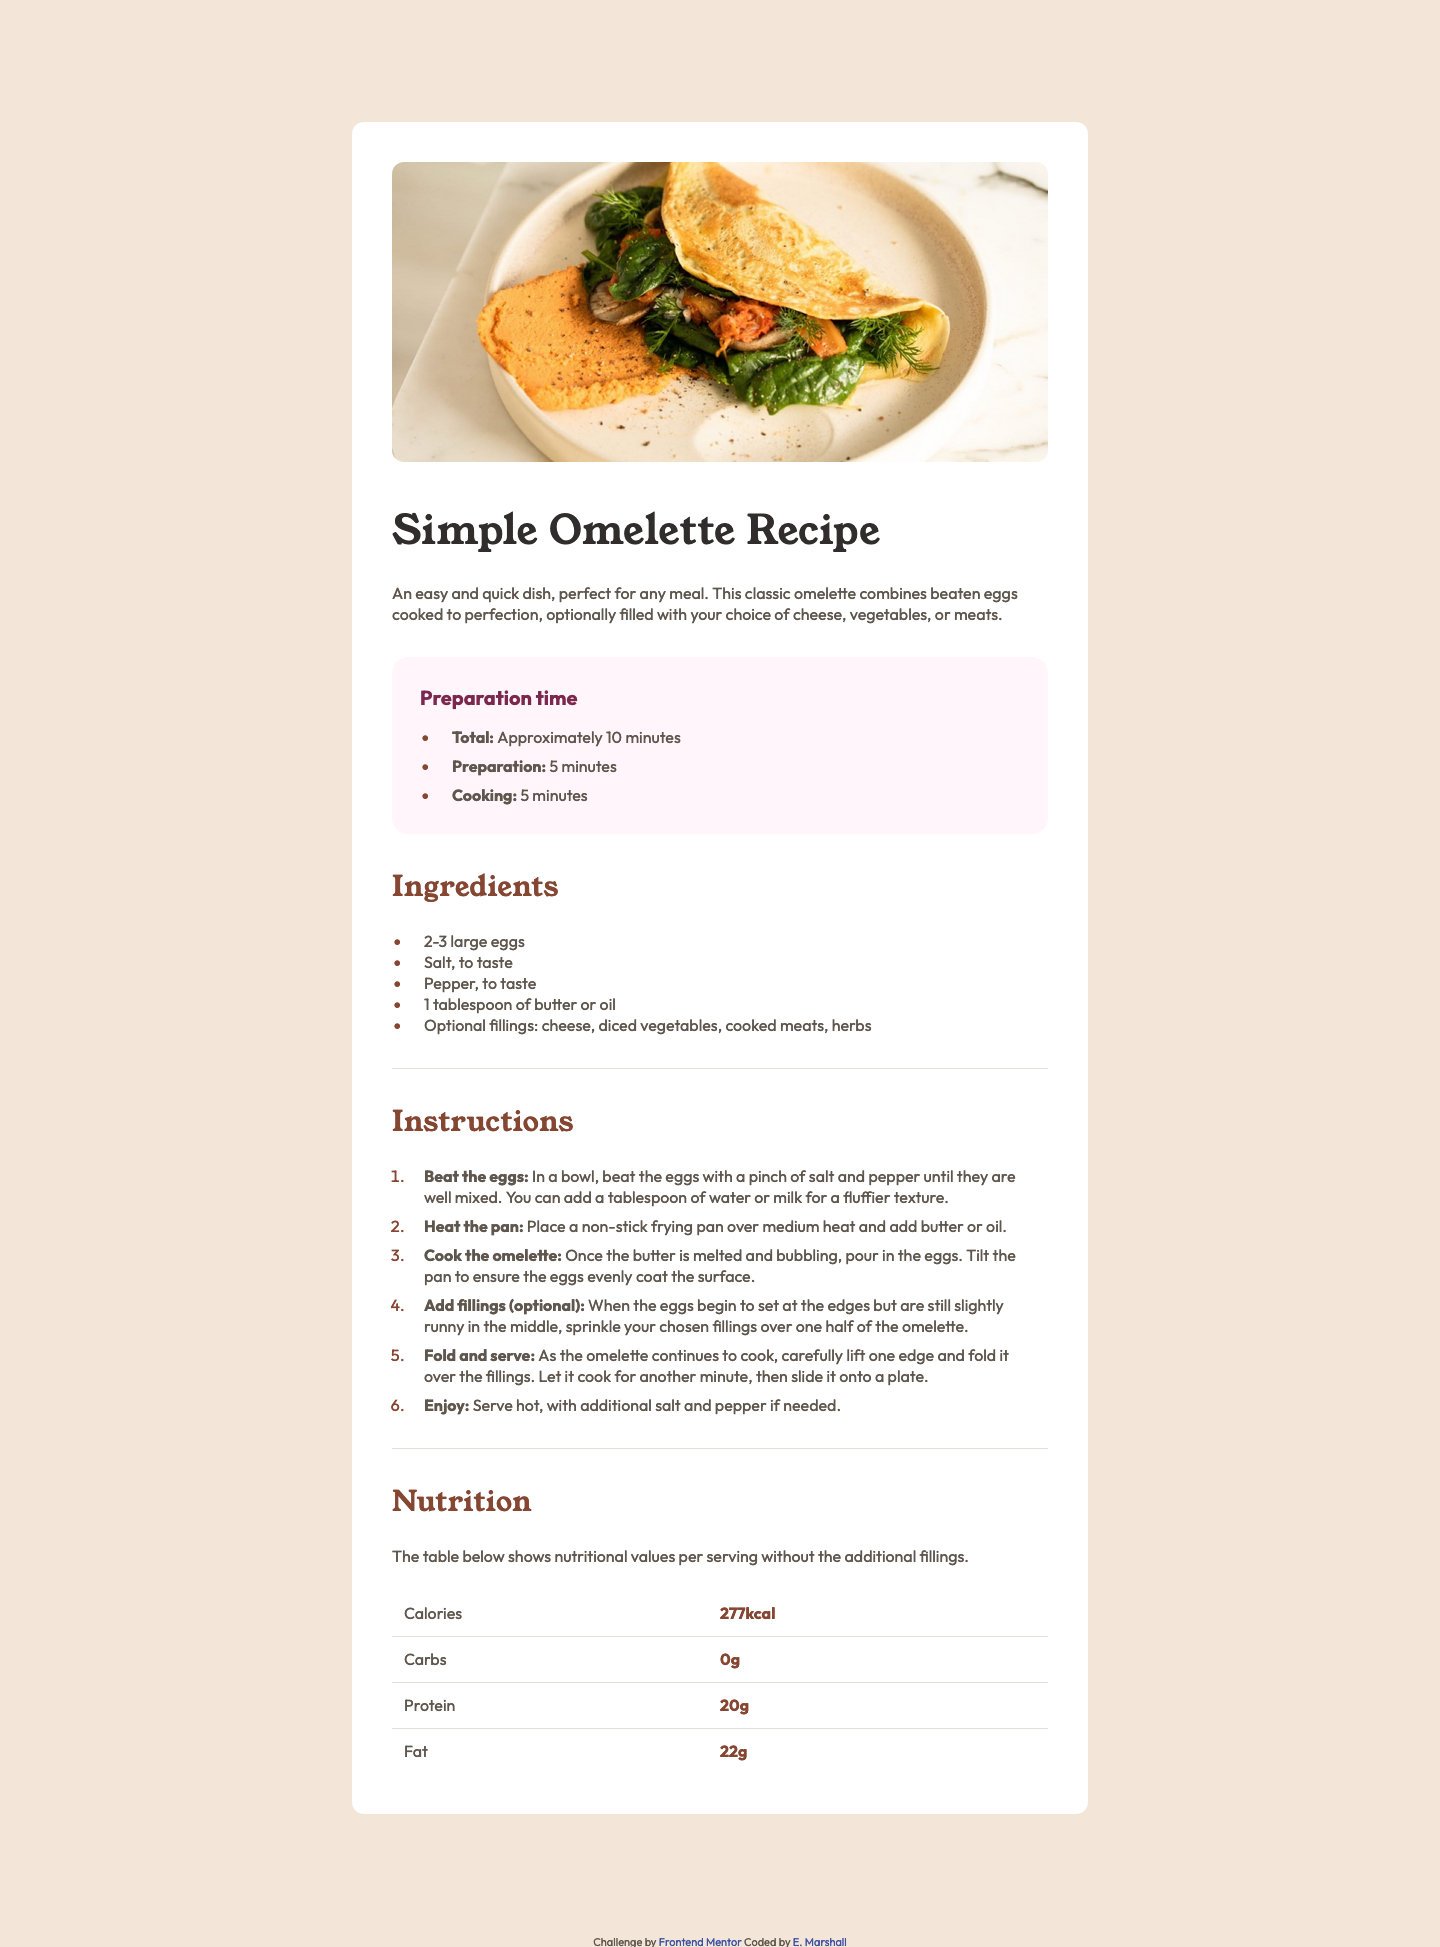 Simple Omelette Recipe
An easy and quick dish, perfect for any meal. This classic omelette combines beaten eggs
cooked to perfection, optionally filled with your choice of cheese, vegetables, or meats.
Preparation time
• Total: Approximately 10 minutes
• Preparation: 5 minutes
• Cooking: 5 minutes
Ingredients
• 2-3 large eggs
• Salt, to taste
• Pepper, to taste
• 1 tablespoon of butter or oil
• Optional fillings: cheese, diced vegetables, cooked meats, herbs
Instructions
1. Beat the eggs: In a bowl, beat the eggs with a pinch of salt and pepper until they are
well mixed. You can add a tablespoon of water or milk for a fluffier texture.
2. Heat the pan: Place a non-stick frying pan over medium heat and add butter or oil.
3. Cook the omelette: Once the butter is melted and bubbling, pour in the eggs. Tilt the
pan to ensure the eggs evenly coat the surface.
4. Add fillings (optional): When the eggs begin to set at the edges but are still slightly
runny in the middle, sprinkle your chosen fillings over one half of the omelette.
5. Fold and serve: As the omelette continues to cook, carefully lift one edge and fold it
over the fillings. Let it cook for another minute, then slide it onto a plate.
6. Enjoy: Serve hot, with additional salt and pepper if needed.
Nutrition
The table below shows nutritional values per serving without the additional fillings.
Calories 277kcal
Carbs 0g
Protein 20g
Fat 22g
Challenge by Frontend Mentor Coded by E. Marshall